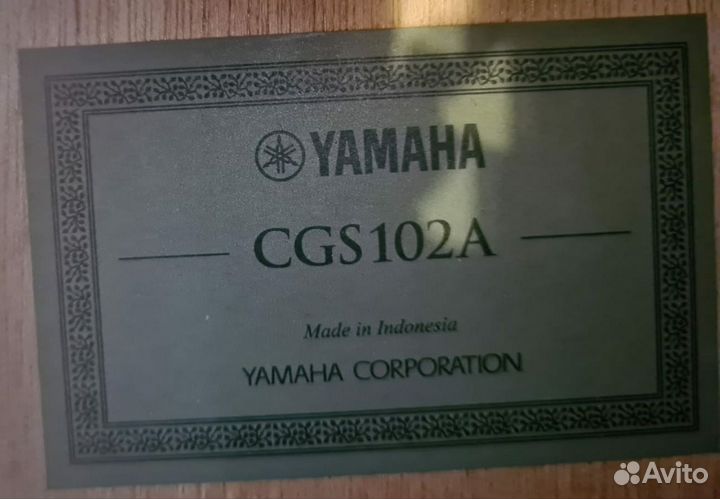 YAMAHA
CGS102A
Made in Indonesia
YAMAHA CORPORATION
Avito